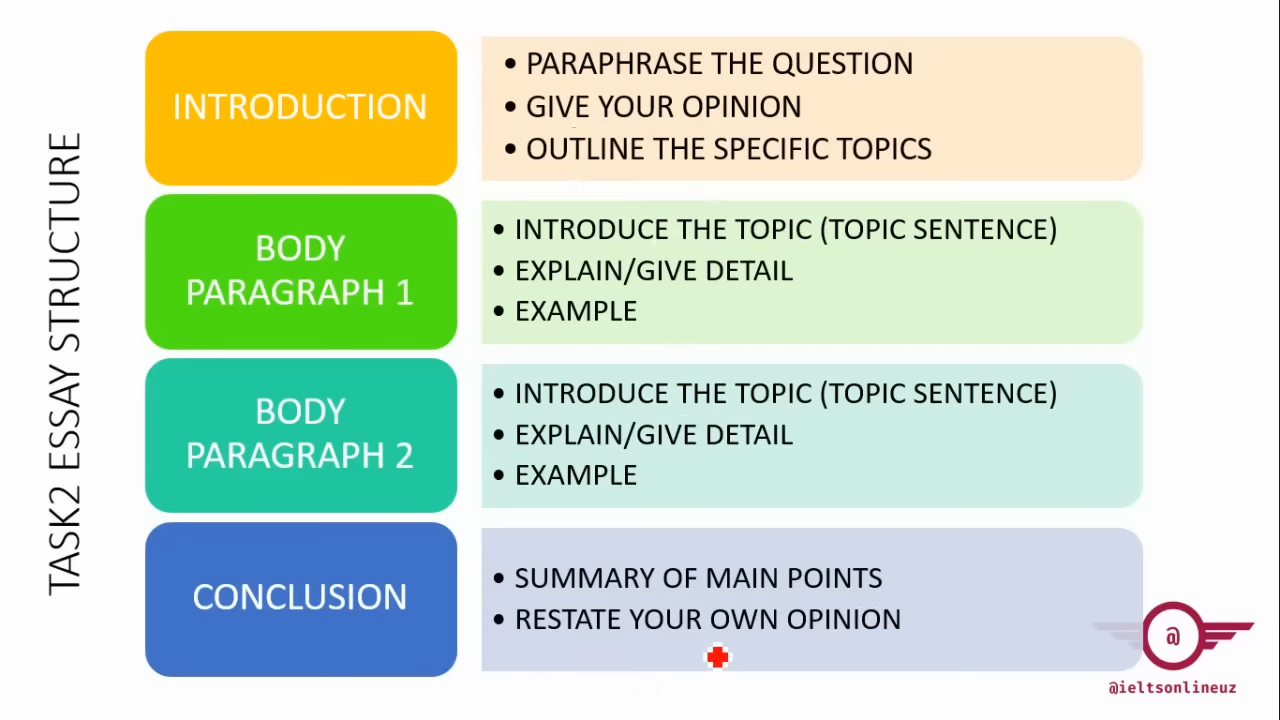 TASK2 ESSAY STRUCTURE
INTRODUCTION
• PARAPHRASE THE QUESTION
• GIVE YOUR OPINION
• OUTLINE THE SPECIFIC TOPICS
BODY
PARAGRAPH 1
• INTRODUCE THE TOPIC (TOPIC SENTENCE)
• EXPLAIN/GIVE DETAIL
• EXAMPLE
BODY
PARAGRAPH 2
• INTRODUCE THE TOPIC (TOPIC SENTENCE)
• EXPLAIN/GIVE DETAIL
• EXAMPLE
CONCLUSION
• SUMMARY OF MAIN POINTS
• RESTATE YOUR OWN OPINION
@
@ieltsonlineuz